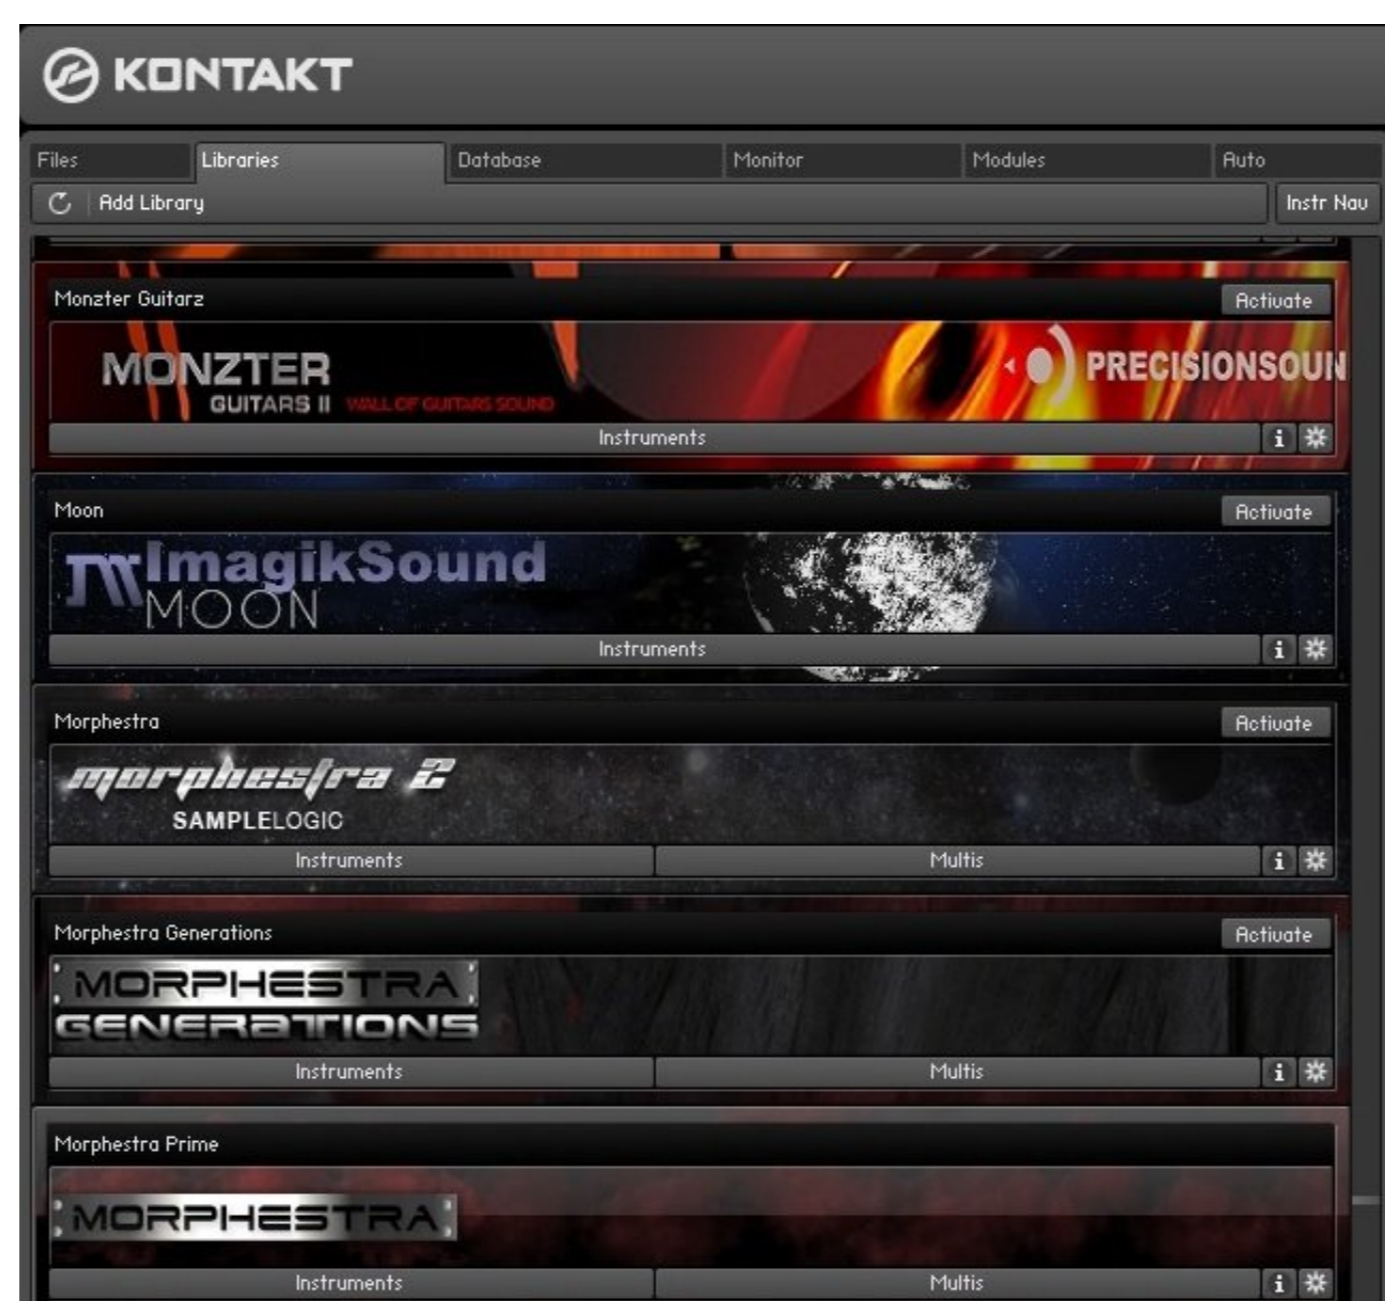 KONTAKT
Files Libraries Database Monitor Modules Auto
Add Library Instr Nav
Monzter Guitarz Activate
MONZTER PRECISIONSOUN
GUITARS II WALL OF GUITARS SOUND
Instruments i
Moon Activate
ImagikSound
MOON
Instruments i
Morphestra Activate
morphestra 2
SAMPLELOGIC
Instruments Multis i
Morphestra Generations Activate
MORPHESTRA
GENERATIONS
Instruments Multis i
Morphestra Prime
MORPHESTRA
Instruments Multis i